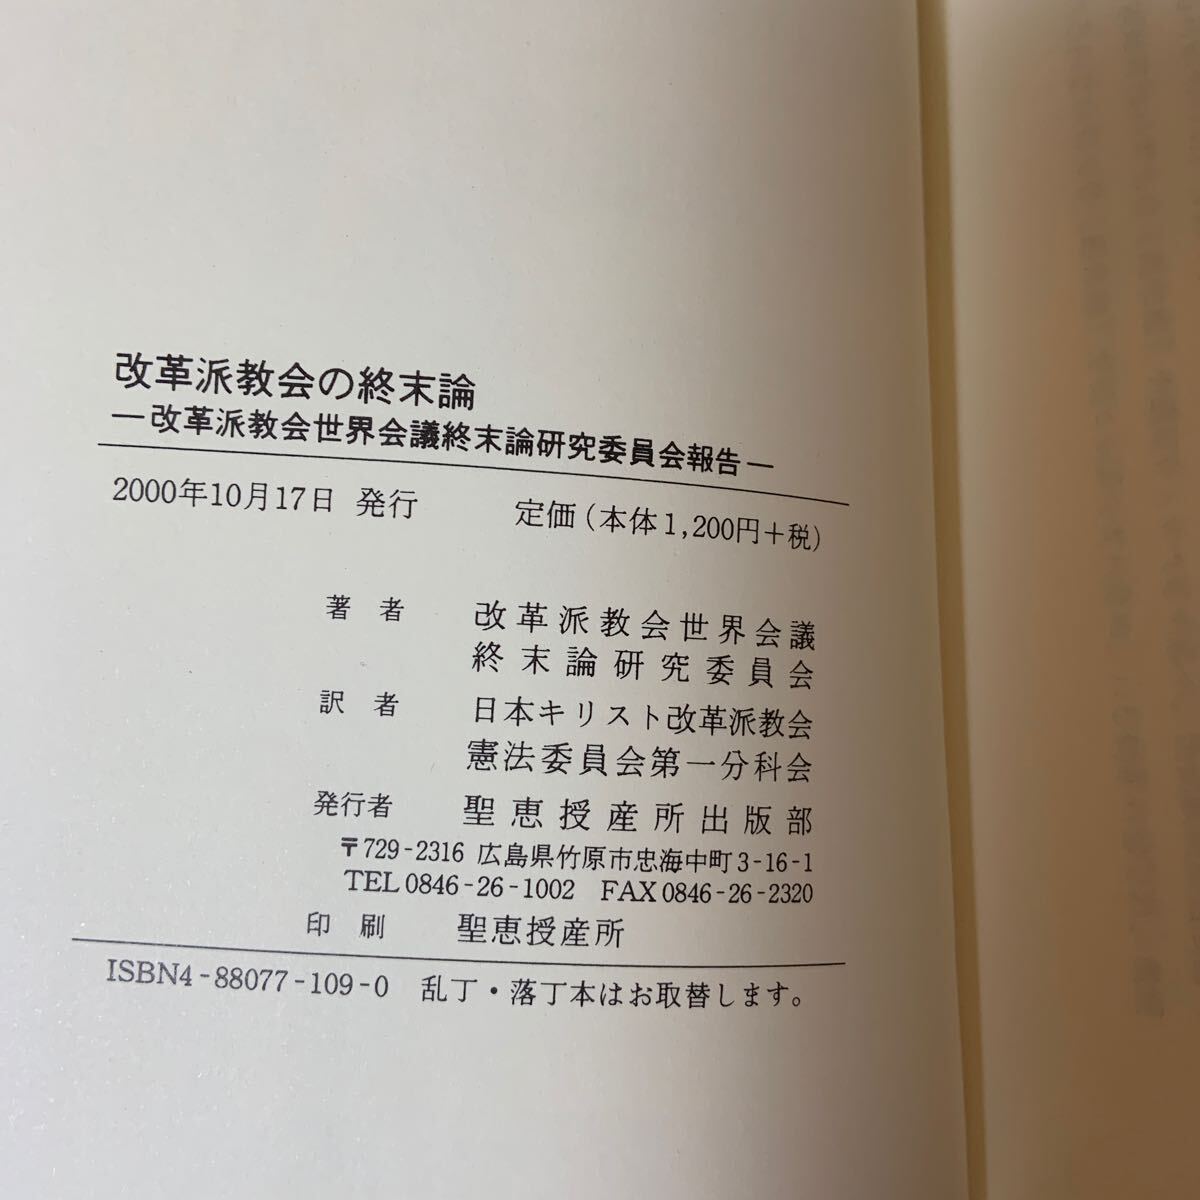 改革派教会の終末論
―改革派教会世界会議終末論研究委員会報告―
2000年10月17日 発行 定価(本体1,200円+税)
著 者 改革派教会世界会議
終末論研究委員会
訳 者 日本キリスト改革派教会
憲法委員会第一分科会
発行者 聖恵授産所出版部
〒729-2316 広島県竹原市忠海中町3-16-1
TEL 0846-26-1002 FAX 0846-26-2320
印 刷 聖恵授産所
ISBN4-88077-109-0 乱丁・落丁本はお取替します。